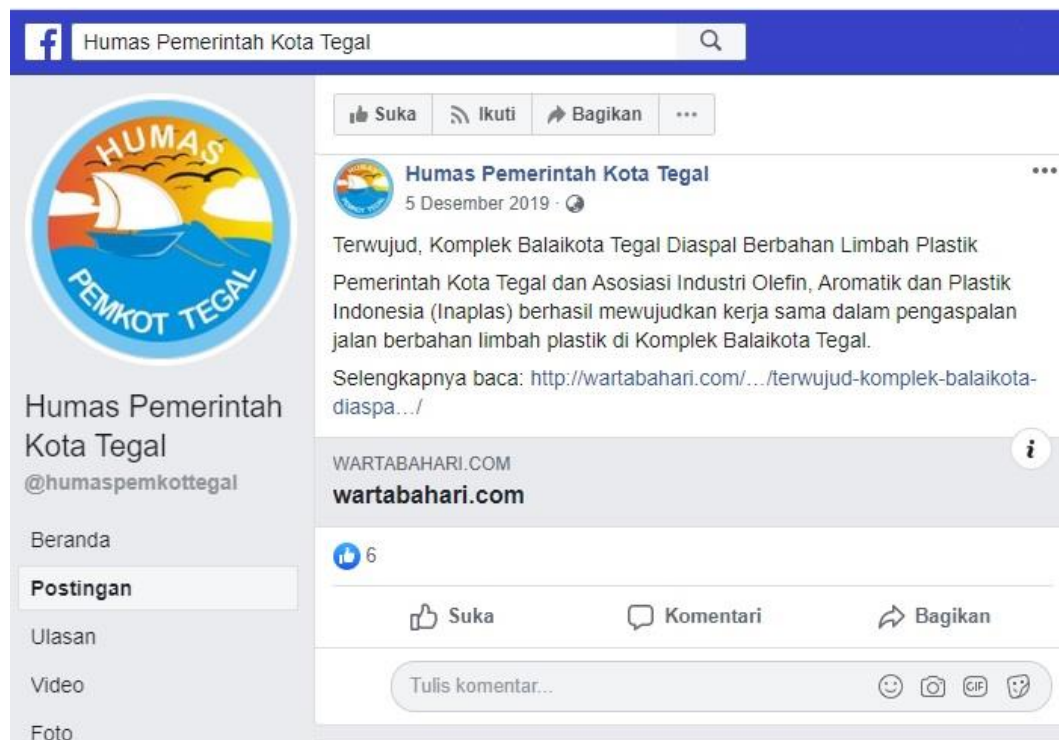 Humas Pemerintah Kota Tegal
HUMAS
PEMKOT TEGAL
Humas Pemerintah
Kota Tegal
@humaspemkottegal
Beranda
Postingan
Ulasan
Video
Foto
Suka Ikuti Bagikan ...
Humas Pemerintah Kota Tegal
5 Desember 2019 ·
Terwujud, Komplek Balaikota Tegal Diaspal Berbahan Limbah Plastik
Pemerintah Kota Tegal dan Asosiasi Industri Olefin, Aromatik dan Plastik
Indonesia (Inaplas) berhasil mewujudkan kerja sama dalam pengaspalan
jalan berbahan limbah plastik di Komplek Balaikota Tegal.
Selengkapnya baca: http://wartabahari.com/…/terwujud-komplek-balaikota-
diaspa…/
WARTABAHARI.COM
wartabahari.com
6
Suka Komentari Bagikan
Tulis komentar... GIF